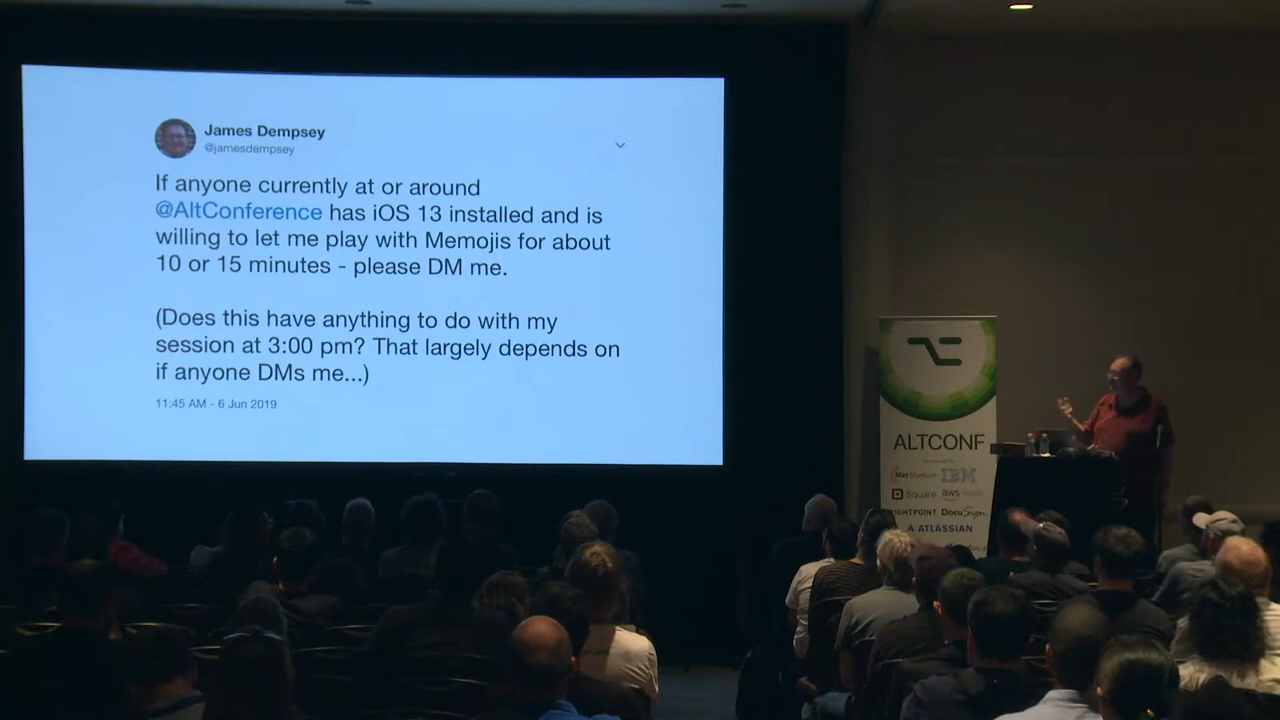 James Dempsey
@jamesdempsey
If anyone currently at or around
@AltConference has iOS 13 installed and is
willing to let me play with Memojis for about
10 or 15 minutes - please DM me.
(Does this have anything to do with my
session at 3:00 pm? That largely depends on
if anyone DMs me...)
11:45 AM - 6 Jun 2019
ALTCONF
MacStadium IBM
Square aws
RIGHTPOINT DocuSign
ATLASSIAN